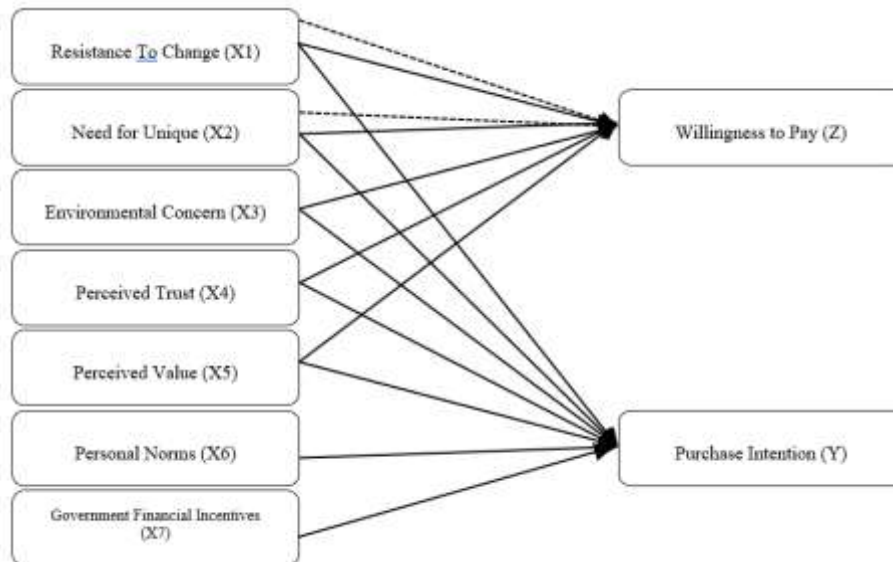 Resistance To Change (X1)
Need for Unique (X2)
Willingness to Pay (Z)
Environmental Concern (X3)
Perceived Trust (X4)
Perceived Value (X5)
Personal Norms (X6)
Purchase Intention (Y)
Government Financial Incentives
(X7)